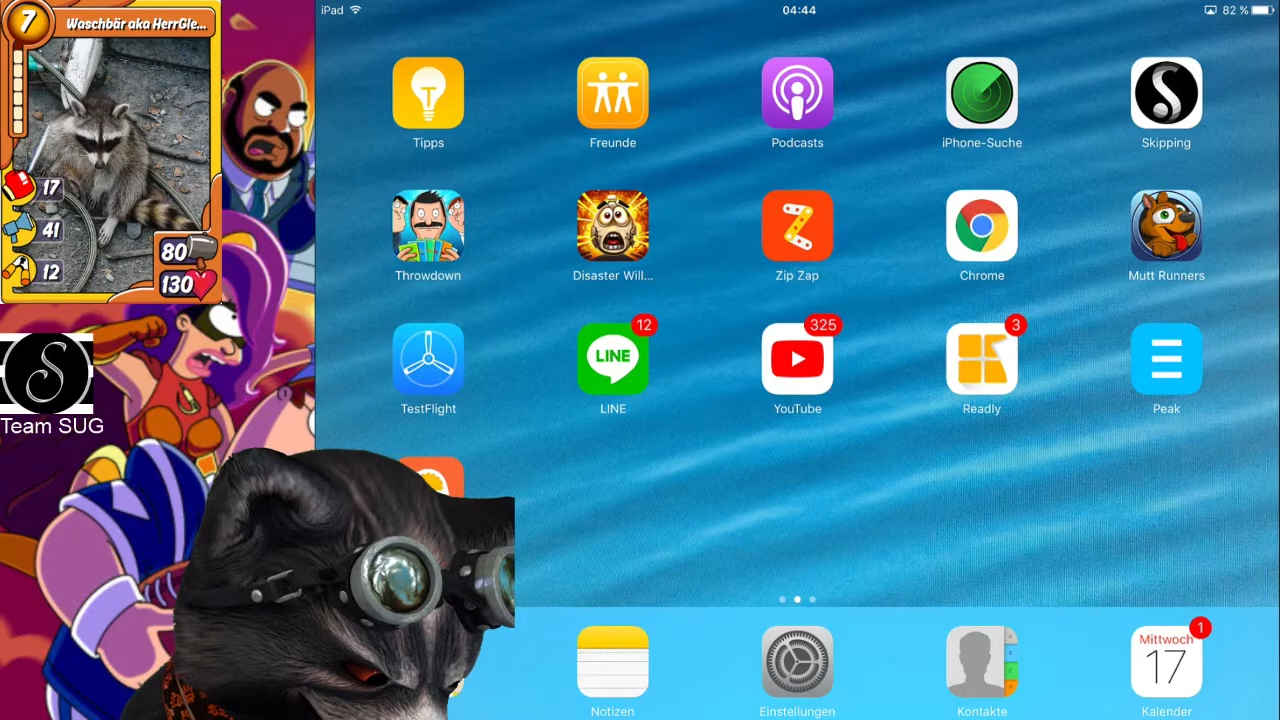 7
Waschbär aka HerrGle...
17
41
12
80
130
Team SUG
iPad
04:44
82 %
Tipps
Freunde
Podcasts
iPhone-Suche
Skipping
Throwdown
Disaster Will...
Zip Zap
Chrome
Mutt Runners
12
325
3
LINE
TestFlight
LINE
YouTube
Readly
Peak
1
Mittwoch
17
Notizen
Einstellungen
Kontakte
Kalender